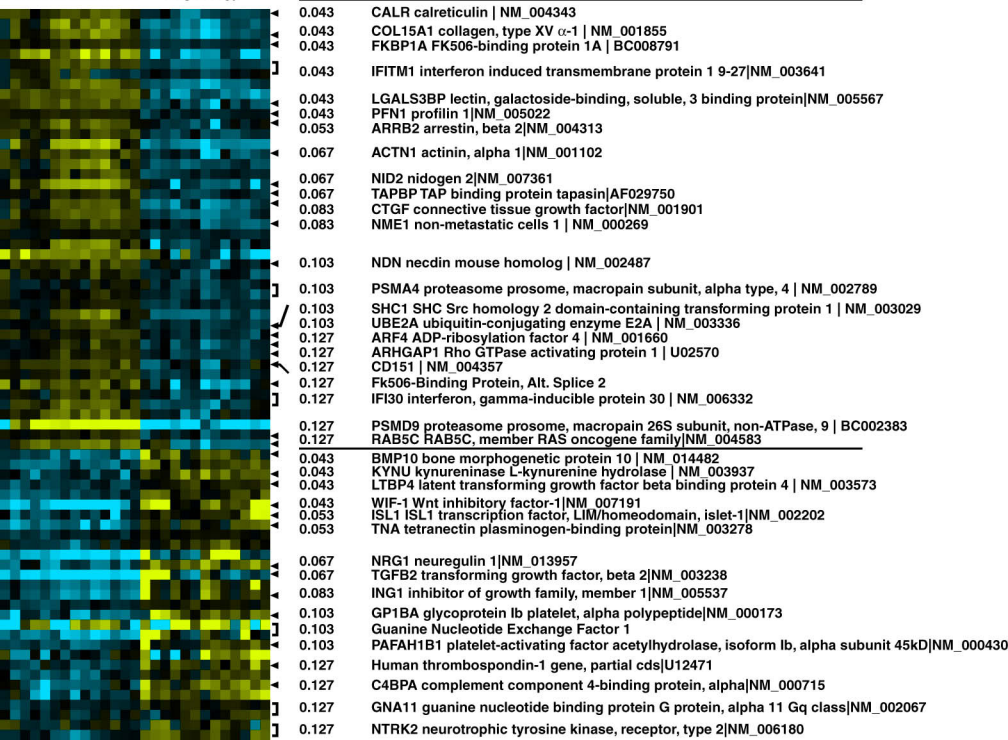 0.043 CALR calreticulin | NM_004343
0.043 COL15A1 collagen, type XV α-1 | NM_001855
0.043 FKBP1A FK506-binding protein 1A | BC008791
0.043 IFITM1 interferon induced transmembrane protein 1 9-27|NM_003641
0.043 LGALS3BP lectin, galactoside-binding, soluble, 3 binding protein|NM_005567
0.043 PFN1 profilin 1|NM_005022
0.053 ARRB2 arrestin, beta 2|NM_004313
0.067 ACTN1 actinin, alpha 1|NM_001102
0.067 NID2 nidogen 2|NM_007361
0.067 TAPBP TAP binding protein tapasin|AF029750
0.083 CTGF connective tissue growth factor|NM_001901
0.083 NME1 non-metastatic cells 1 | NM_000269
0.103 NDN necdin mouse homolog | NM_002487
0.103 PSMA4 proteasome prosome, macropain subunit, alpha type, 4 | NM_002789
0.103 SHC1 SHC Src homology 2 domain-containing transforming protein 1 | NM_003029
0.103 UBE2A ubiquitin-conjugating enzyme E2A | NM_003336
0.127 ARF4 ADP-ribosylation factor 4 | NM_001660
0.127 ARHGAP1 Rho GTPase activating protein 1 | U02570
0.127 CD151 | NM_004357
0.127 Fk506-Binding Protein, Alt. Splice 2
0.127 IFI30 interferon, gamma-inducible protein 30 | NM_006332
0.127 PSMD9 proteasome prosome, macropain 26S subunit, non-ATPase, 9 | BC002383
0.127 RAB5C RAB5C, member RAS oncogene family|NM_004583
0.043 BMP10 bone morphogenetic protein 10 | NM_014482
0.043 KYNU kynureninase L-kynurenine hydrolase | NM_003937
0.043 LTBP4 latent transforming growth factor beta binding protein 4 | NM_003573
0.043 WIF-1 Wnt inhibitory factor-1|NM_007191
0.053 ISL1 ISL1 transcription factor, LIM/homeodomain, islet-1|NM_002202
0.053 TNA tetranectin plasminogen-binding protein|NM_003278
0.067 NRG1 neuregulin 1|NM_013957
0.067 TGFB2 transforming growth factor, beta 2|NM_003238
0.083 ING1 inhibitor of growth family, member 1|NM_005537
0.103 GP1BA glycoprotein Ib platelet, alpha polypeptide|NM_000173
0.103 Guanine Nucleotide Exchange Factor 1
0.103 PAFAH1B1 platelet-activating factor acetylhydrolase, isoform Ib, alpha subunit 45kD|NM_000430
0.127 Human thrombospondin-1 gene, partial cds|U12471
0.127 C4BPA complement component 4-binding protein, alpha|NM_000715
0.127 GNA11 guanine nucleotide binding protein G protein, alpha 11 Gq class|NM_002067
0.127 NTRK2 neurotrophic tyrosine kinase, receptor, type 2|NM_006180